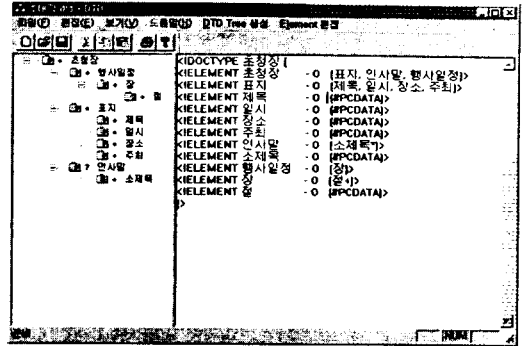 파일(F) 편집(E) 보기(V) 도움말(H) DTD Tree 생성 Element 편집
초청장
행사일정
장
절
표지
제목
일시
장소
주최
? 인사말
소제목
<!DOCTYPE 초청장 [
<!ELEMENT 초청장 - O (표지, 인사말, 행사일정)>
<!ELEMENT 표지 - O (제목, 일시, 장소, 주최)>
<!ELEMENT 제목 - O (#PCDATA)>
<!ELEMENT 일시 - O (#PCDATA)>
<!ELEMENT 장소 - O (#PCDATA)>
<!ELEMENT 주최 - O (#PCDATA)>
<!ELEMENT 인사말 - O (소제목*)>
<!ELEMENT 소제목 - O (#PCDATA)>
<!ELEMENT 행사일정 - O (장)>
<!ELEMENT 장 - O (절+)>
<!ELEMENT 절 - O (#PCDATA)>
]>
NUM